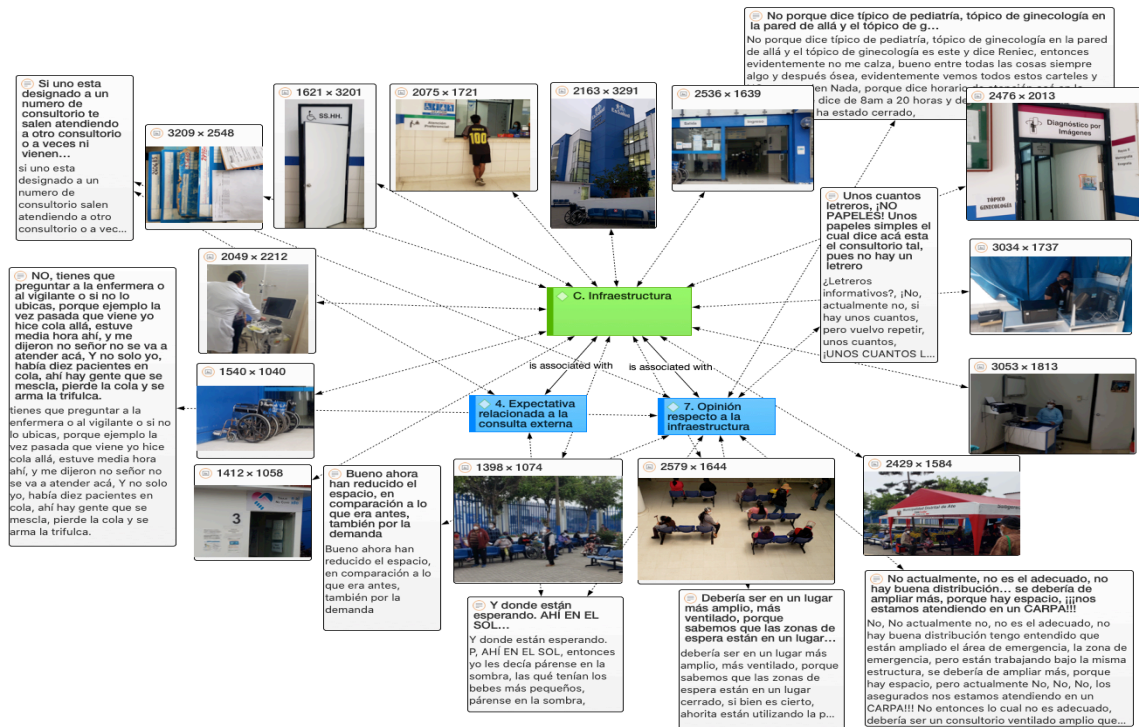 No porque dice típico de pediatría, tópico de ginecología en
la pared de allá y el tópico de g...
No porque dice típico de pediatría, tópico de ginecología en la pared
de allá y el tópico de ginecología es este y dice Reniec, entonces
evidentemente no me calza, bueno entre todas las cosas siempre
algo y después ósea, evidentemente vemos todos estos carteles y
en Nada, porque dice horario
dice de 8am a 20 horas y de
ha estado cerrado,
Si uno esta
designado a un
numero de
consultorio te
salen atendiendo
a otro consultorio
o a veces ni
vienen...
si uno esta
designado a un
numero de
consultorio salen
atendiendo a otro
consultorio o a vec...
3209 × 2548
1621 × 3201
SS.HH.
2075 × 1721
100
2163 × 3291
2536 × 1639
2476 × 2013
Diagnóstico por
Imágenes
TÓPICO
GINECOLOGÍA
Unos cuantos
letreros, ¡NO
PAPELES! Unos
papeles simples el
cual dice acá esta
el consultorio tal,
pues no hay un
letrero
¿Letreros
informativos?, ¡No,
actualmente no, si
hay unos cuantos,
pero vuelvo repetir,
unos cuantos,
¡UNOS CUANTOS L...
3034 × 1737
3053 × 1813
2049 × 2212
NO, tienes que
preguntar a la enfermera o
al vigilante o si no lo
ubicas, porque ejemplo la
vez pasada que viene yo
hice cola allá, estuve
media hora ahí, y me
dijeron no señor no se va a
atender acá, Y no solo yo,
había diez pacientes en
cola, ahí hay gente que se
mescla, pierde la cola y se
arma la trifulca.
tienes que preguntar a la
enfermera o al vigilante o si no
lo ubicas, porque ejemplo la
vez pasada que viene yo hice
cola allá, estuve media hora
ahí, y me dijeron no señor no
se va a atender acá, Y no solo
yo, había diez pacientes en
cola, ahí hay gente que se
mescla, pierde la cola y se
arma la trifulca.
C. Infraestructura
is associated with
is associated with
4. Expectativa
relacionada a la
consulta externa
7. Opinión
respecto a la
infraestructura
1540 × 1040
1412 × 1058
3
Bueno ahora
han reducido el
espacio, en
comparación a lo
que era antes,
también por la
demanda
Bueno ahora han
reducido el espacio,
en comparación a lo
que era antes,
también por la
demanda
1398 × 1074
2579 × 1644
2429 × 1584
Y donde están
esperando. AHÍ EN EL
SOL...
Y donde están esperando.
P, AHÍ EN EL SOL, entonces
yo les decía párense en la
sombra, las qué tenían los
bebes más pequeños,
párense en la sombra,
Debería ser en un lugar
más amplio, más
ventilado, porque
sabemos que las zonas de
espera están en un lugar...
debería ser en un lugar más
amplio, más ventilado, porque
sabemos que las zonas de
espera están en un lugar
cerrado, si bien es cierto,
ahorita están utilizando la p...
No actualmente, no es el adecuado, no
hay buena distribución... se debería de
ampliar más, porque hay espacio, ¡¡¡nos
estamos atendiendo en un CARPA!!!
No, No actualmente no, no es el adecuado, no
hay buena distribución tengo entendido que
están ampliado el área de emergencia, la zona de
emergencia, pero están trabajando bajo la misma
estructura, se debería de ampliar más, porque
hay espacio, pero actualmente No, No, No, los
asegurados nos estamos atendiendo en un
CARPA!!! No entonces lo cual no es adecuado,
debería ser un consultorio ventilado amplio que...